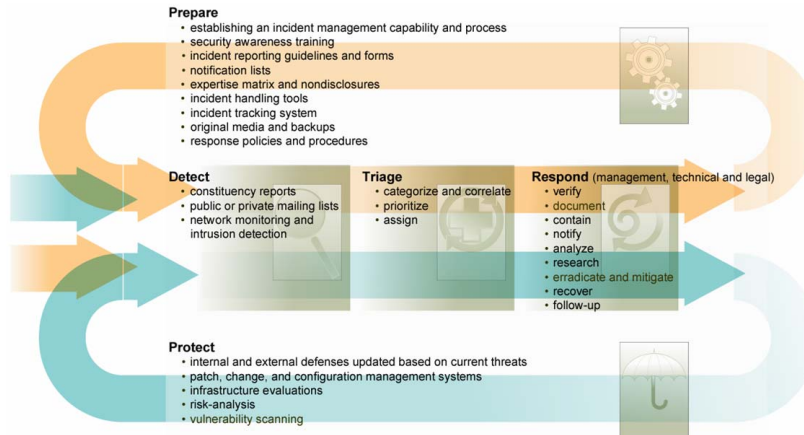 Prepare
• establishing an incident management capability and process
• security awareness training
• incident reporting guidelines and forms
• notification lists
• expertise matrix and nondisclosures
• incident handling tools
• incident tracking system
• original media and backups
• response policies and procedures
Detect
• constituency reports
• public or private mailing lists
• network monitoring and
intrusion detection
Triage
• categorize and correlate
• prioritize
• assign
Respond (management, technical and legal)
• verify
• document
• contain
• notify
• analyze
• research
• erradicate and mitigate
• recover
• follow-up
Protect
• internal and external defenses updated based on current threats
• patch, change, and configuration management systems
• infrastructure evaluations
• risk-analysis
• vulnerability scanning